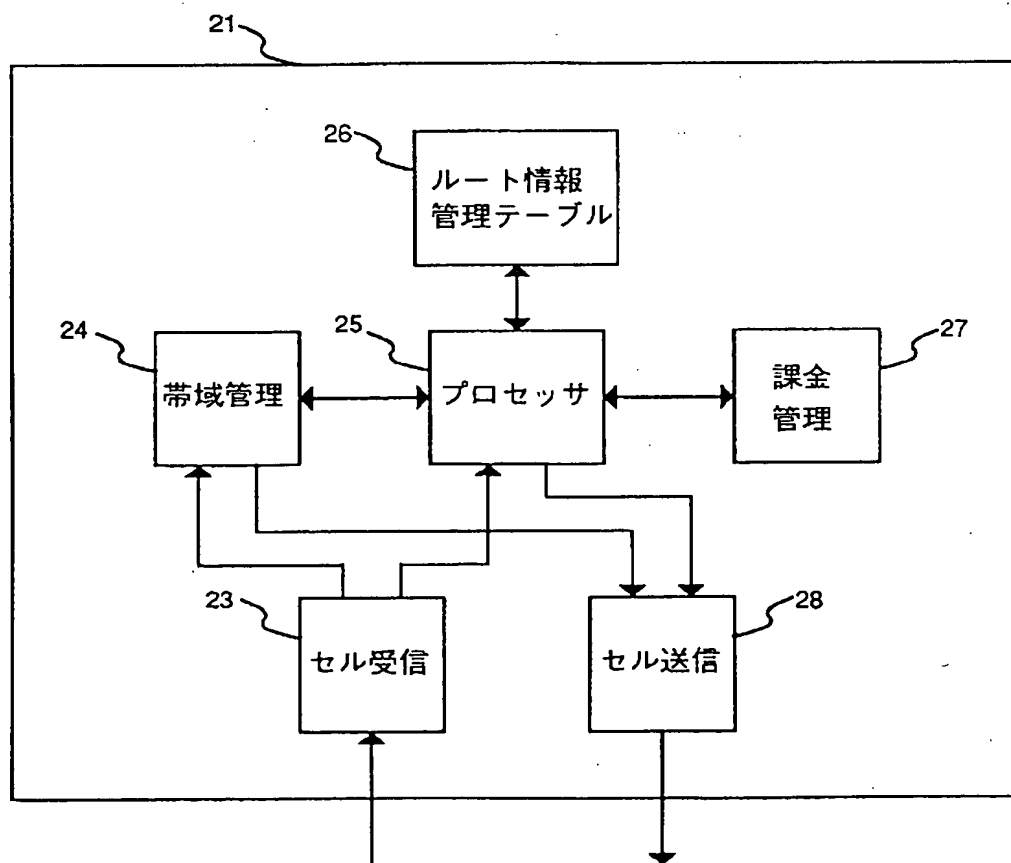 21
26
ルート情報
管理テーブル
24
帯域管理
25
プロセッサ
27
課金
管理
23
セル受信
28
セル送信